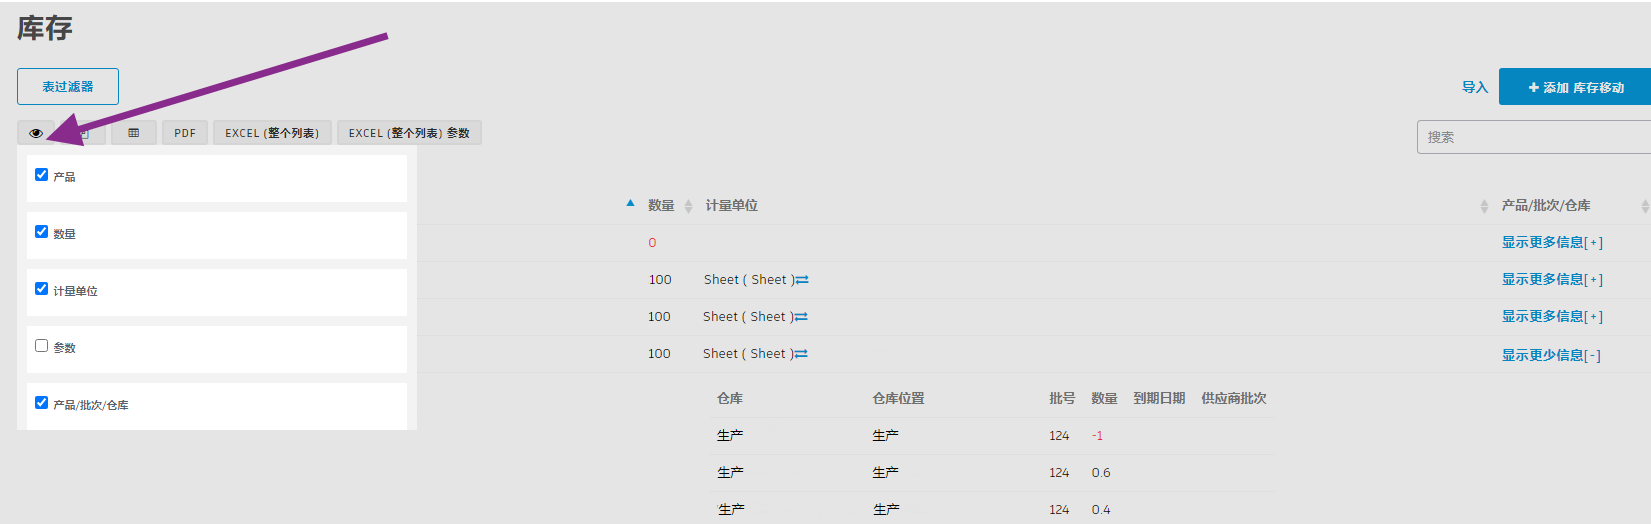 库存
表过滤器
导入
添加 库存移动
PDF EXCEL (整个列表) EXCEL (整个列表) 参数
搜索
产品
数量
计量单位
参数
产品/批次/仓库
数量 计量单位 产品/批次/仓库
0 显示更多信息[+]
100 Sheet ( Sheet ) 显示更多信息[+]
100 Sheet ( Sheet ) 显示更多信息[+]
100 Sheet ( Sheet ) 显示更少信息[-]
仓库 仓库位置 批号 数量 到期日期 供应商批次
生产 生产 124 -1
生产 生产 124 0.6
生产 生产 124 0.4